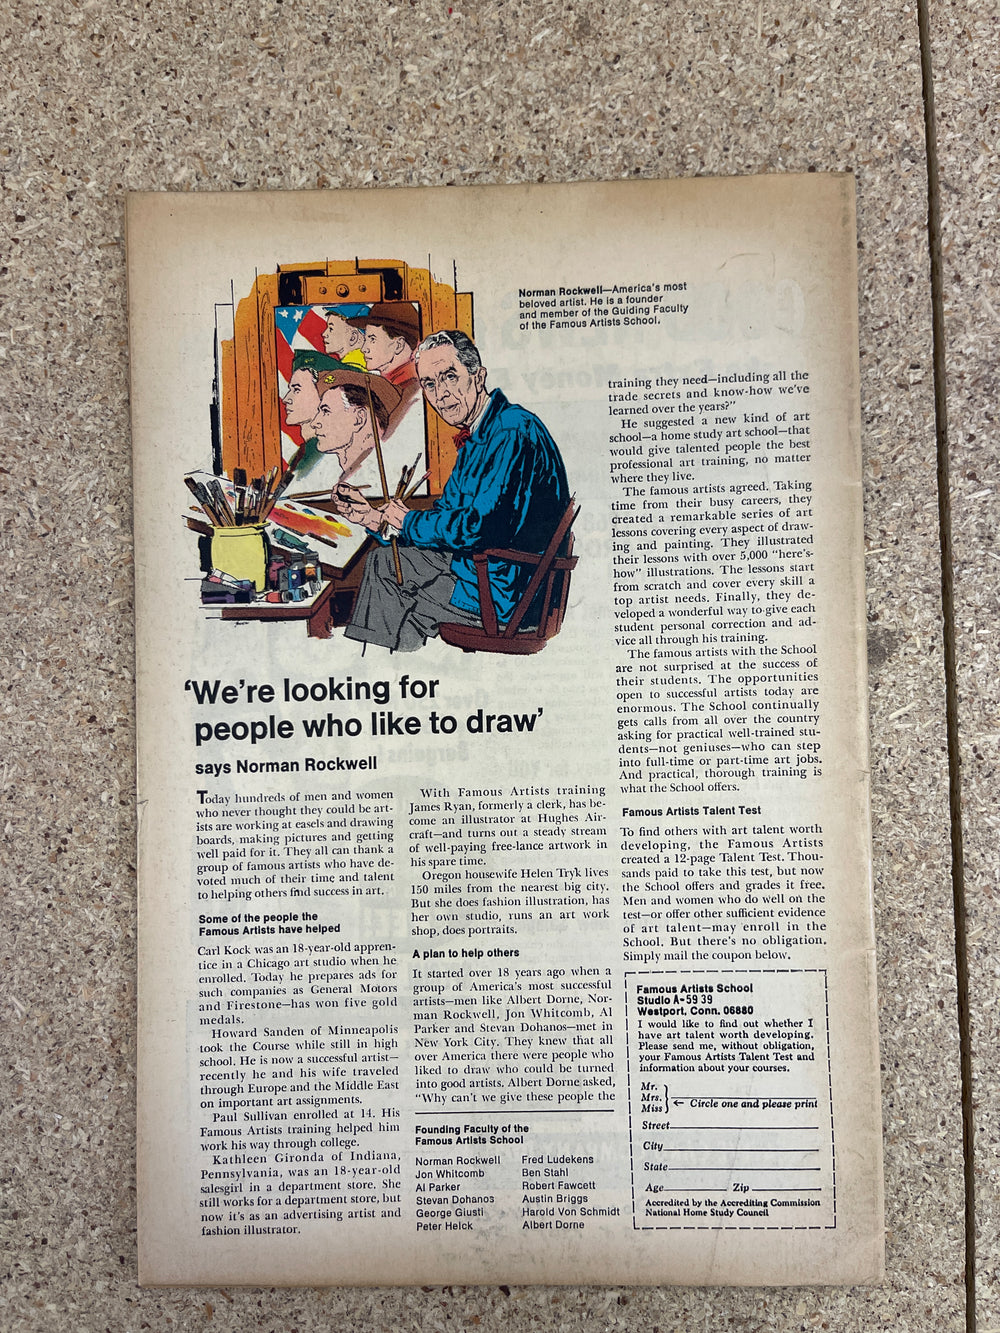 Norman Rockwell—America's most
beloved artist. He is a founder
and member of the Guiding Faculty
of the Famous Artists School.
'We're looking for
people who like to draw'
says Norman Rockwell
Today hundreds of men and women
who never thought they could be art-
ists are working at easels and drawing
boards, making pictures and getting
well paid for it. They all can thank a
group of famous artists who have de-
voted much of their time and talent
to helping others find success in art.
Some of the people the
Famous Artists have helped
Carl Kock was an 18-year-old appren-
tice in a Chicago art studio when he
enrolled. Today he prepares ads for
such companies as General Motors
and Firestone—has won five gold
medals.
Howard Sanden of Minneapolis
took the Course while still in high
school. He is now a successful artist—
recently he and his wife traveled
through Europe and the Middle East
on important art assignments.
Paul Sullivan enrolled at 14. His
Famous Artists training helped him
work his way through college.
Kathleen Gironda of Indiana,
Pennsylvania, was an 18-year-old
salesgirl in a department store. She
still works for a department store, but
now it's as an advertising artist and
fashion illustrator.
With Famous Artists training
James Ryan, formerly a clerk, has be-
come an illustrator at Hughes Air-
craft—and turns out a steady stream
of well-paying free-lance artwork in
his spare time.
Oregon housewife Helen Tryk lives
150 miles from the nearest big city.
But she does fashion illustration, has
her own studio, runs an art work
shop, does portraits.
A plan to help others
It started over 18 years ago when a
group of America's most successful
artists—men like Albert Dorne, Nor-
man Rockwell, Jon Whitcomb, Al
Parker and Stevan Dohanos—met in
New York City. They knew that all
over America there were people who
liked to draw who could be turned
into good artists. Albert Dorne asked,
"Why can't we give these people the
Founding Faculty of the
Famous Artists School
Norman Rockwell
Jon Whitcomb
Al Parker
Stevan Dohanos
George Giusti
Peter Helck
Fred Ludekens
Ben Stahl
Robert Fawcett
Austin Briggs
Harold Von Schmidt
Albert Dorne
training they need—including all the
trade secrets and know-how we've
learned over the years?"
He suggested a new kind of art
school—a home study art school—that
would give talented people the best
professional art training, no matter
where they live.
The famous artists agreed. Taking
time from their busy careers, they
created a remarkable series of art
lessons covering every aspect of draw-
ing and painting. They illustrated
their lessons with over 5,000 "here's-
how" illustrations. The lessons start
from scratch and cover every skill a
top artist needs. Finally, they de-
veloped a wonderful way to give each
student personal correction and ad-
vice all through his training.
The famous artists with the School
are not surprised at the success of
their students. The opportunities
open to successful artists today are
enormous. The School continually
gets calls from all over the country
asking for practical well-trained stu-
dents—not geniuses—who can step
into full-time or part-time art jobs.
And practical, thorough training is
what the School offers.
Famous Artists Talent Test
To find others with art talent worth
developing, the Famous Artists
created a 12-page Talent Test. Thou-
sands paid to take this test, but now
the School offers and grades it free.
Men and women who do well on the
test—or offer other sufficient evidence
of art talent—may enroll in the
School. But there's no obligation.
Simply mail the coupon below.
Famous Artists School
Studio A-59 39
Westport, Conn. 06880
I would like to find out whether I
have art talent worth developing.
Please send me, without obligation,
your Famous Artists Talent Test and
information about your courses.
Mr.
Mrs.
Miss
← Circle one and please print
Street
City
State
Age Zip
Accredited by the Accrediting Commission
National Home Study Council